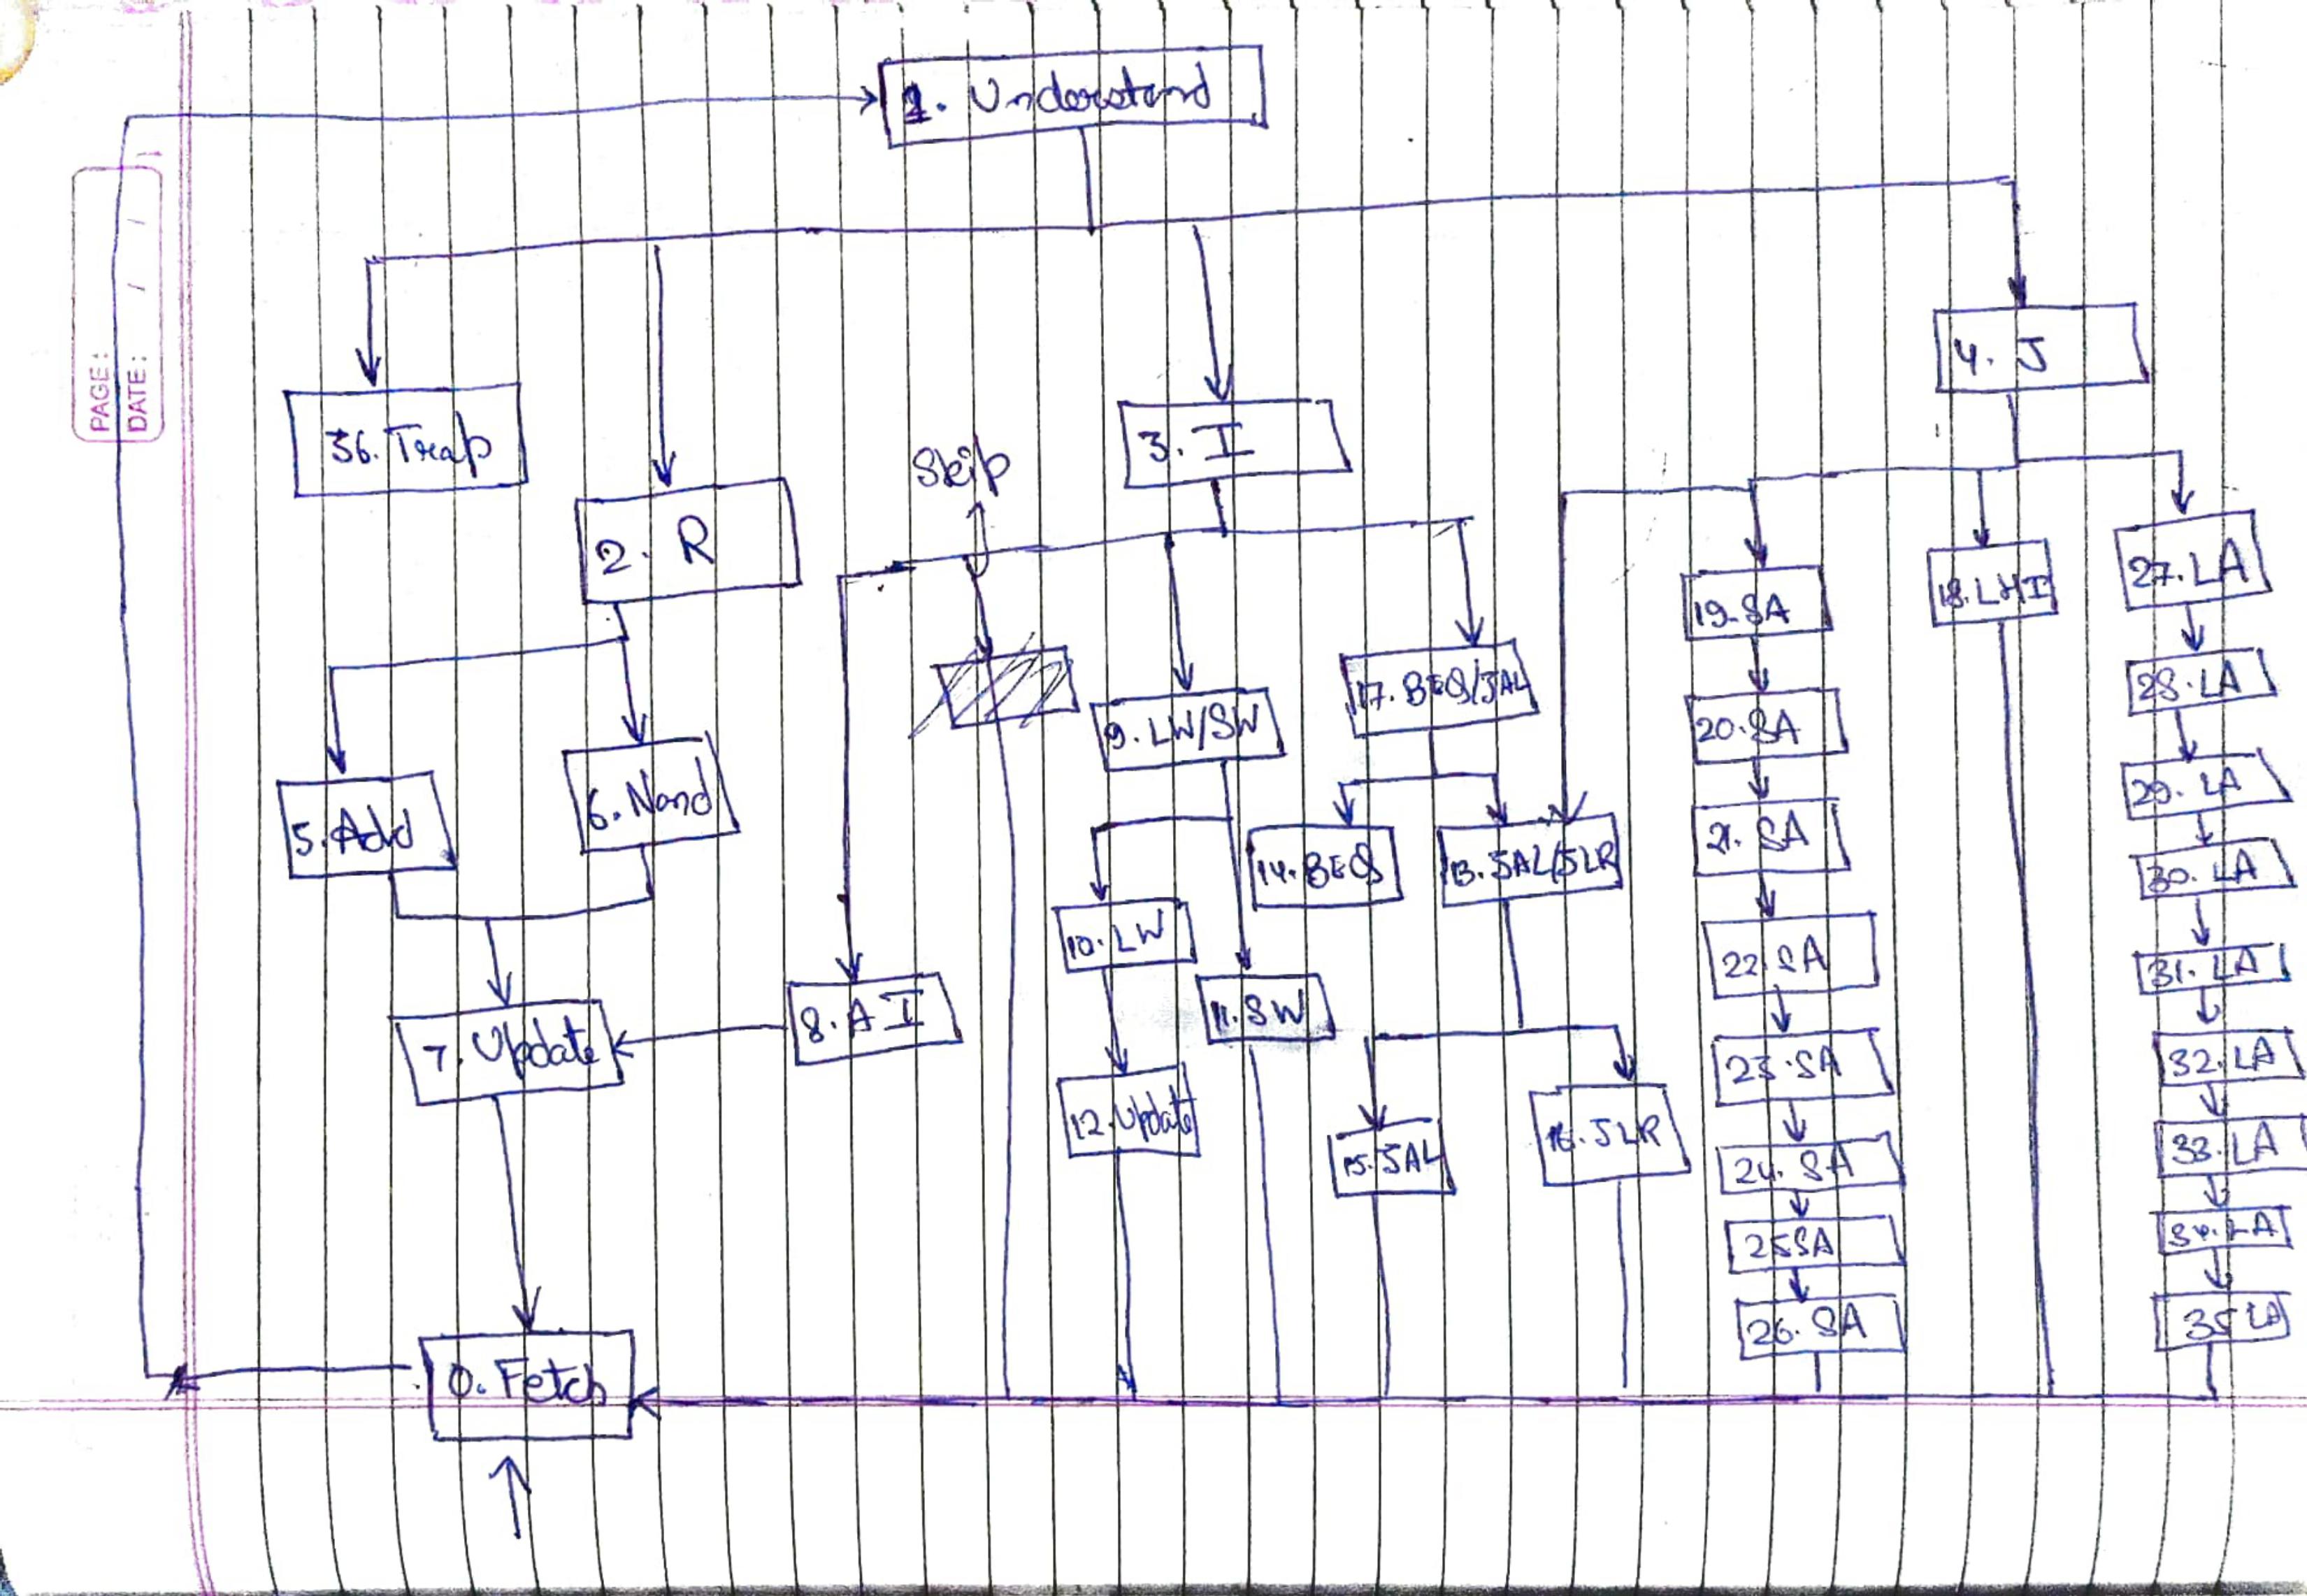 1. Understand
PAGE:
DATE: / / /
4. J
36. Trap
3. I
Skip
2. R
27. LA
18. LHI
19. SA
28. LA
17. BEQ/JAL
20. SA
9. LW/SW
29. LA
6. Nand
5. Add
21. SA
14. BEQ
13. JAL/JLR
30. LA
10. LW
22. SA
31. LA
8. A I
11. SW
7. Update
23. SA
32. LA
12. Update
16. JLR
15. JAL
24. SA
33. LA
25 SA
34. LA
26. SA
35 LA
0. Fetch